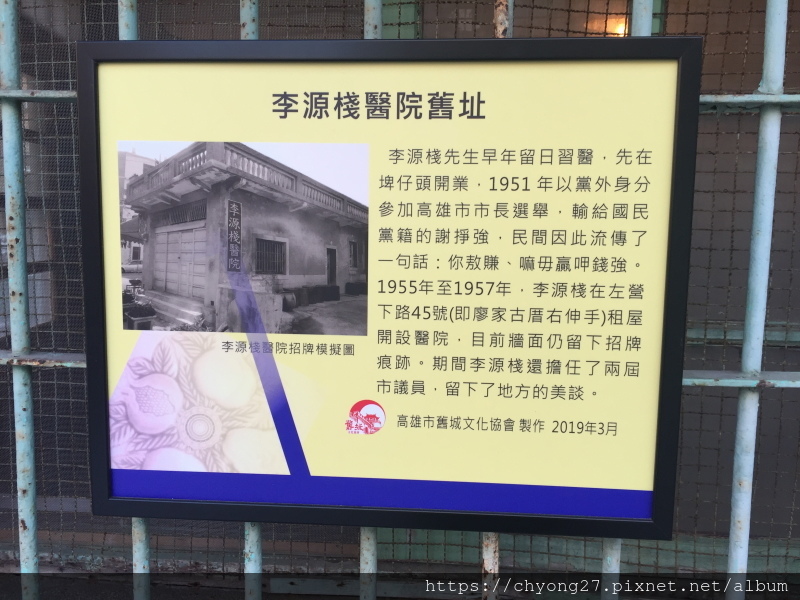 李源棧醫院舊址
李源棧醫院
李源棧先生早年留日習醫，先在
埤仔頭開業，1951年以黨外身分
參加高雄市市長選舉，輸給國民
黨籍的謝掙強，民間因此流傳了
一句話：你敖賺、嘛毋贏呷錢強。
1955年至1957年，李源棧在左營
下路45號(即廖家古厝右伸手)租屋
開設醫院，目前牆面仍留下招牌
痕跡。期間李源棧還擔任了兩屆
市議員，留下了地方的美談。
李源棧醫院招牌模擬圖
高雄市舊城文化協會 製作 2019年3月
https://chyong27.pixnet.net/album